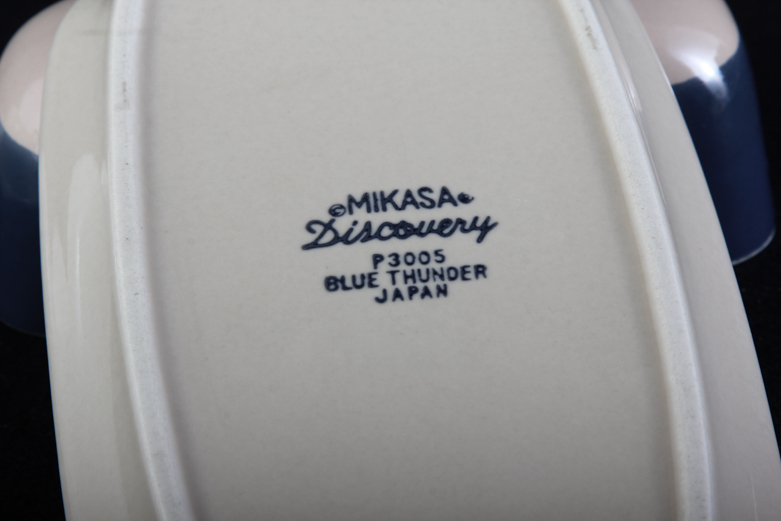 ©MIKASA®
Discovery
P3005
BLUE THUNDER
JAPAN